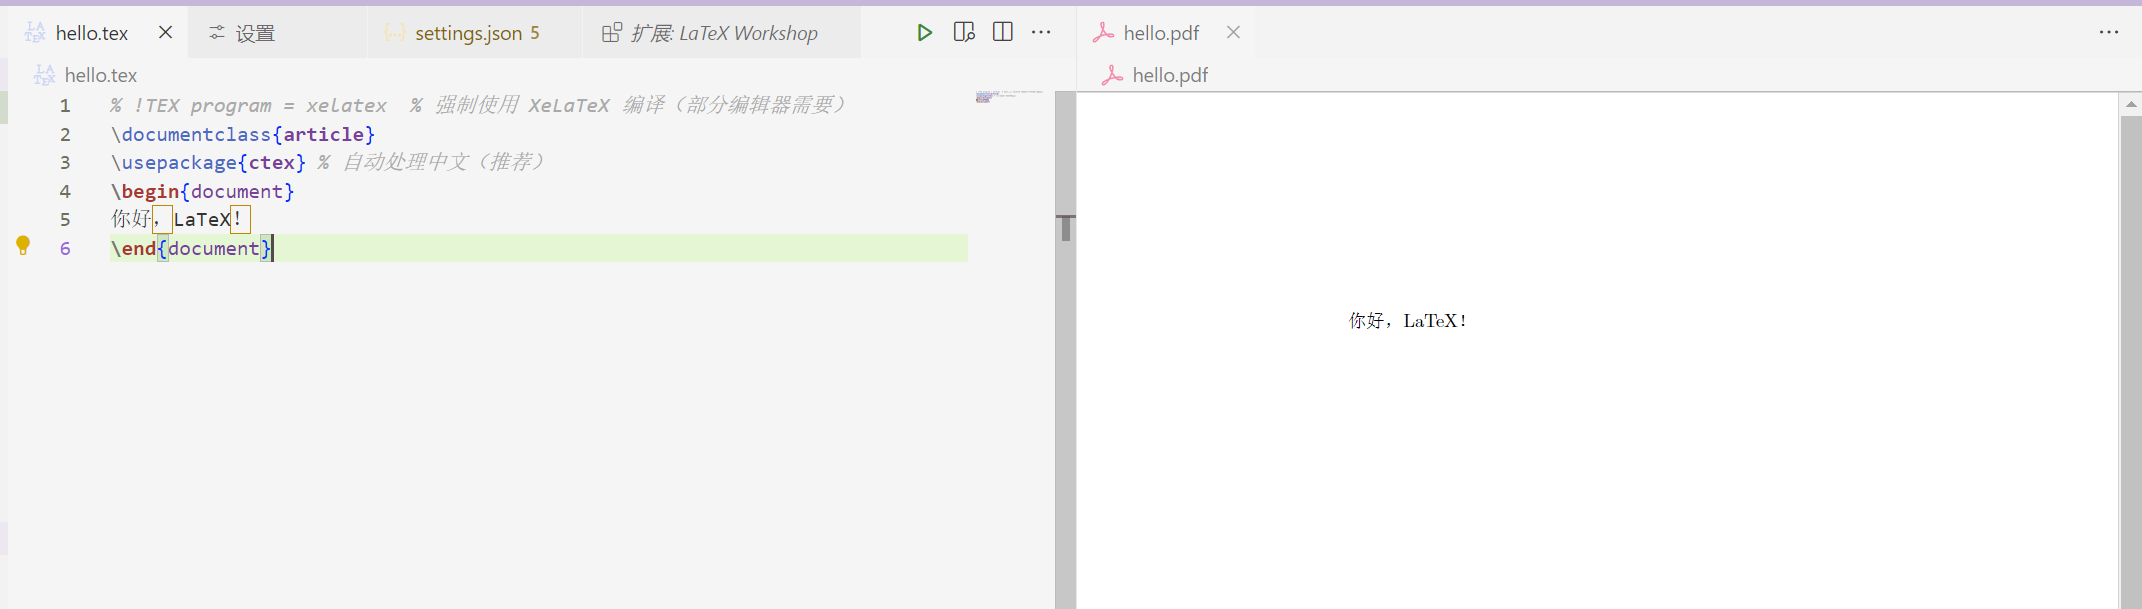 hello.tex
设置
settings.json 5
扩展: LaTeX Workshop
hello.pdf
hello.tex
hello.pdf
1 % !TEX program = xelatex  % 强制使用 XeLaTeX 编译（部分编辑器需要）
2 \documentclass{article}
3 \usepackage{ctex} % 自动处理中文（推荐）
4 \begin{document}
5 你好，LaTeX！
6 \end{document}
你好，LaTeX！